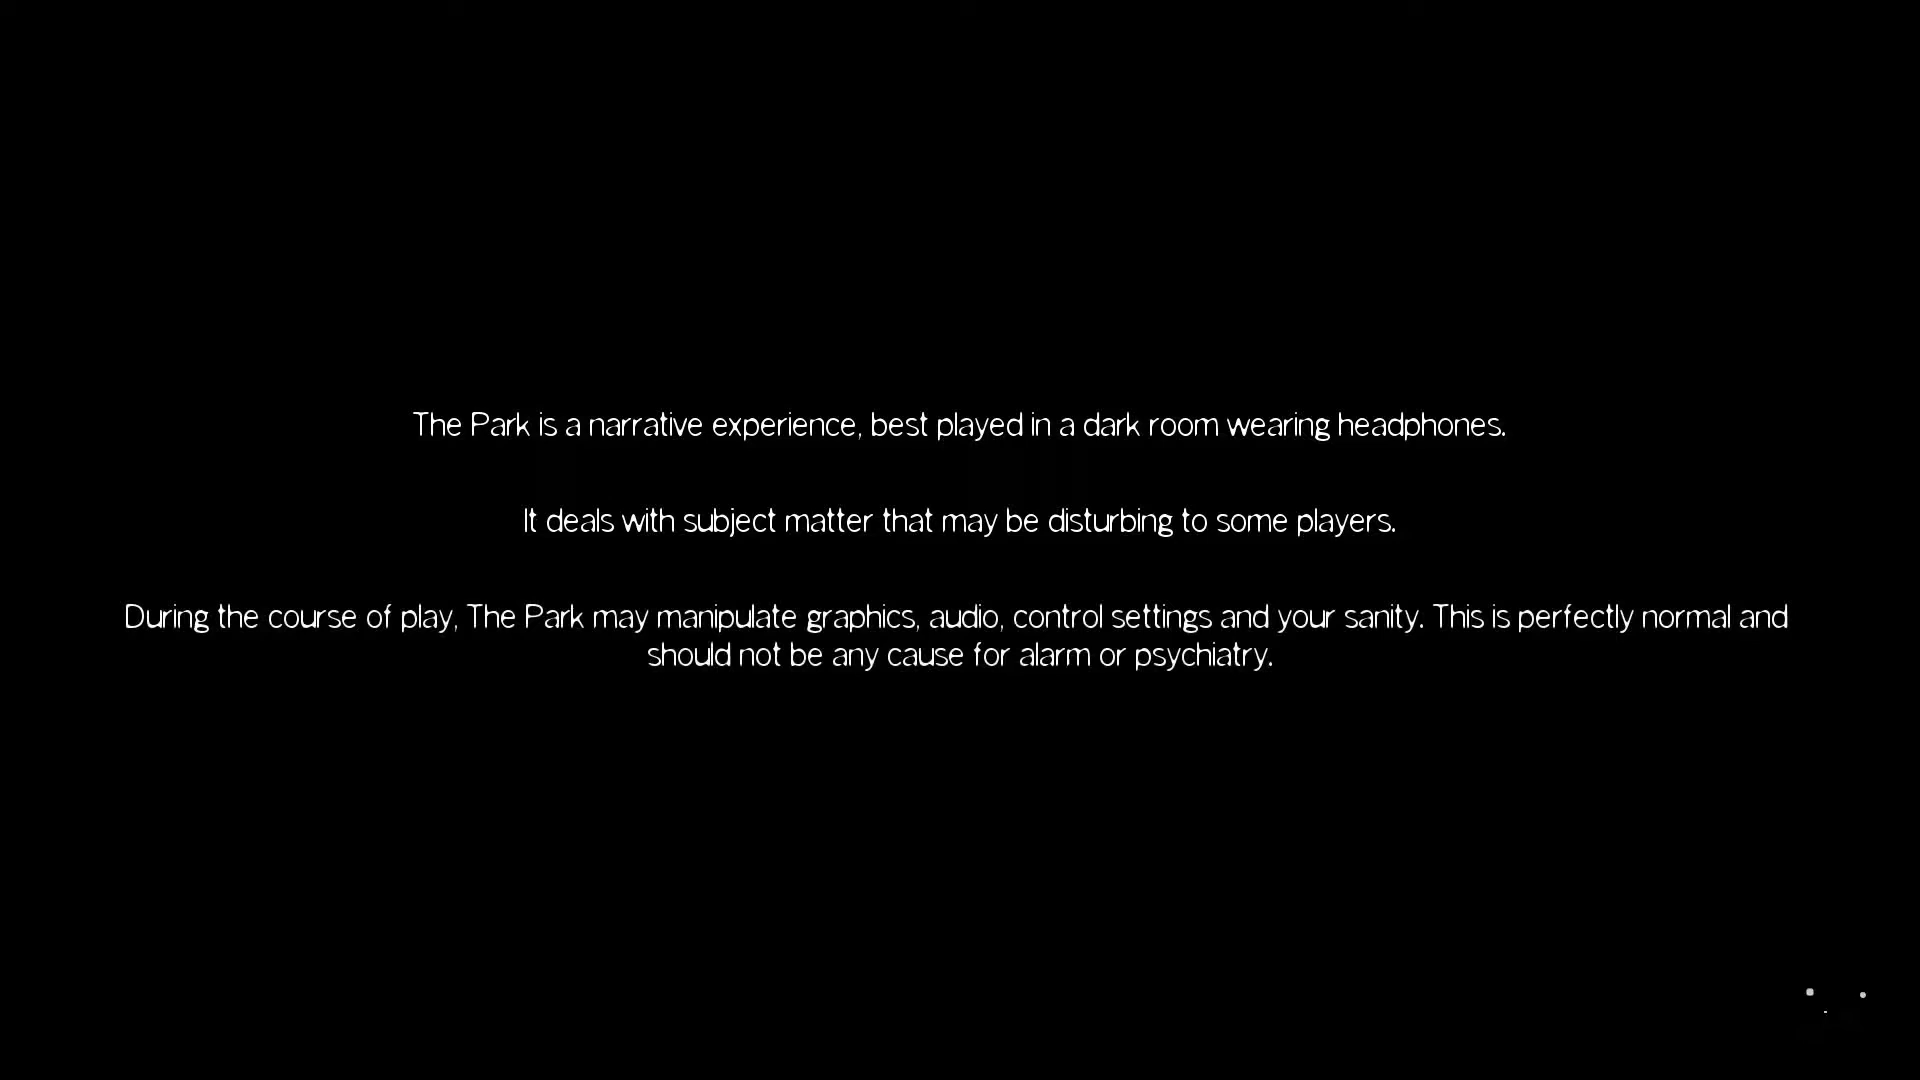 The Park is a narrative experience, best played in a dark room wearing headphones.
It deals with subject matter that may be disturbing to some players.
During the course of play, The Park may manipulate graphics, audio, control settings and your sanity. This is perfectly normal and
should not be any cause for alarm or psychiatry.